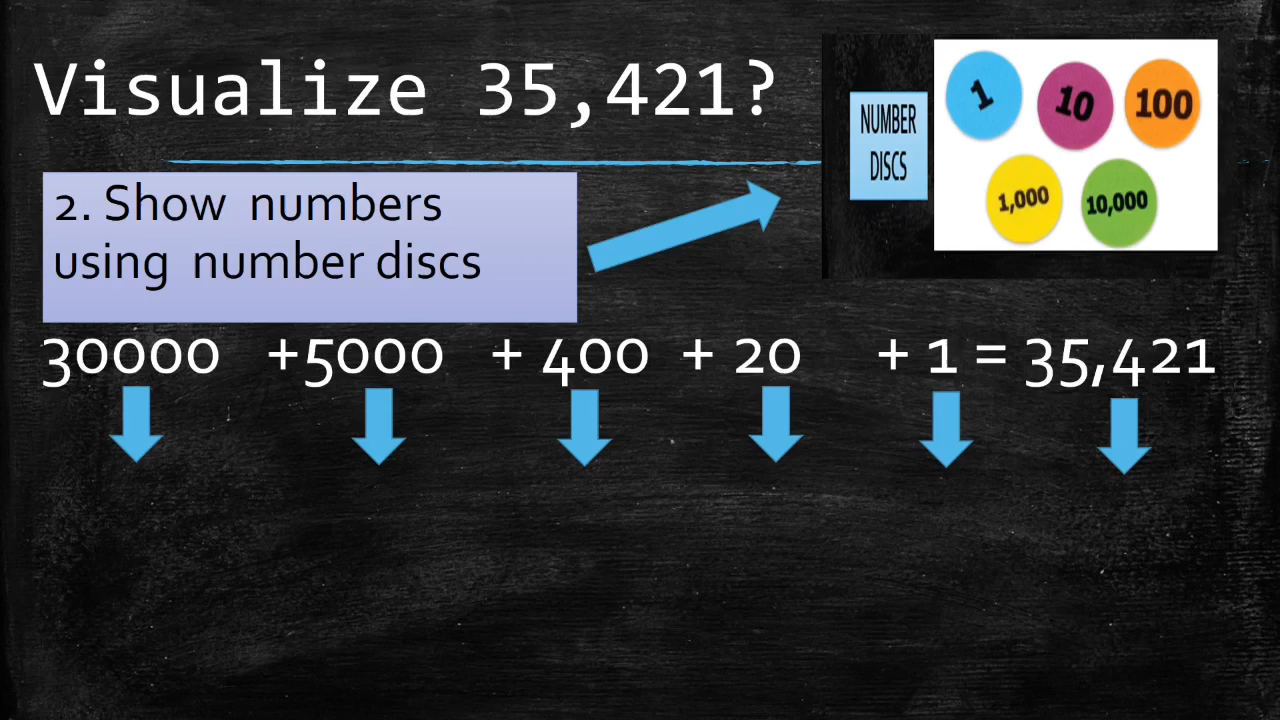 Visualize 35,421?
NUMBER
DISCS
1
10
100
1,000
10,000
2. Show numbers
using number discs
30000 +5000 + 400 + 20 + 1 = 35,421